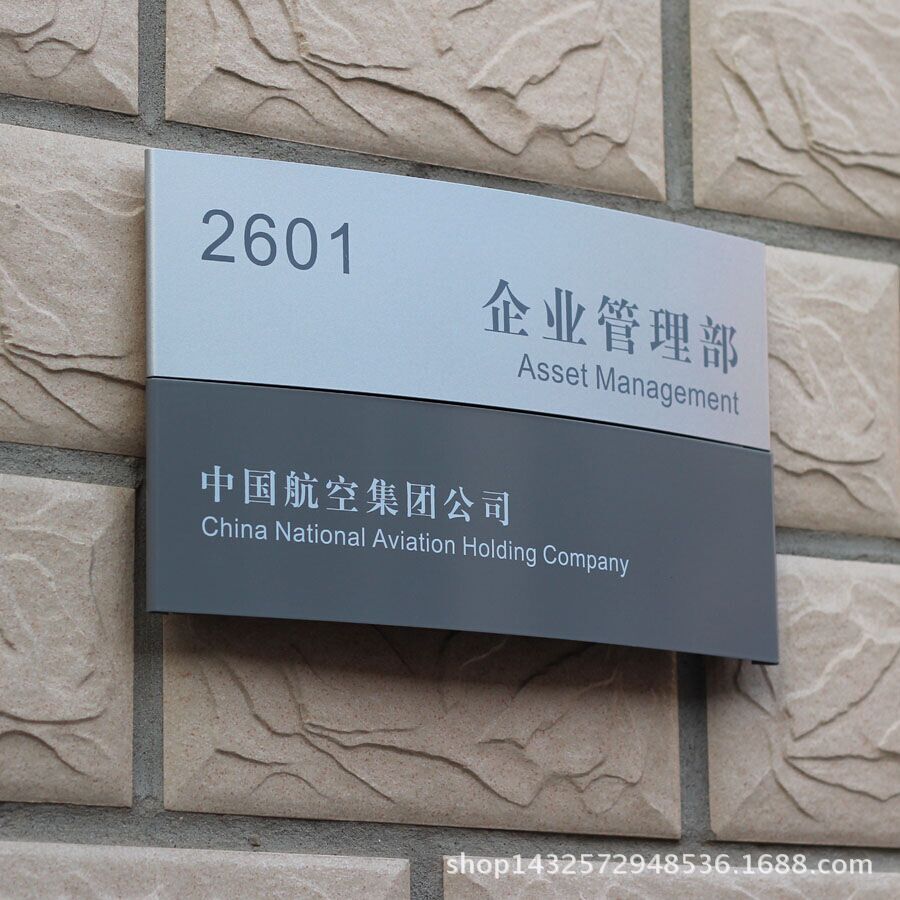 2601
企业管理部
Asset Management
中国航空集团公司
China National Aviation Holding Company
shop1432572948536.1688.com